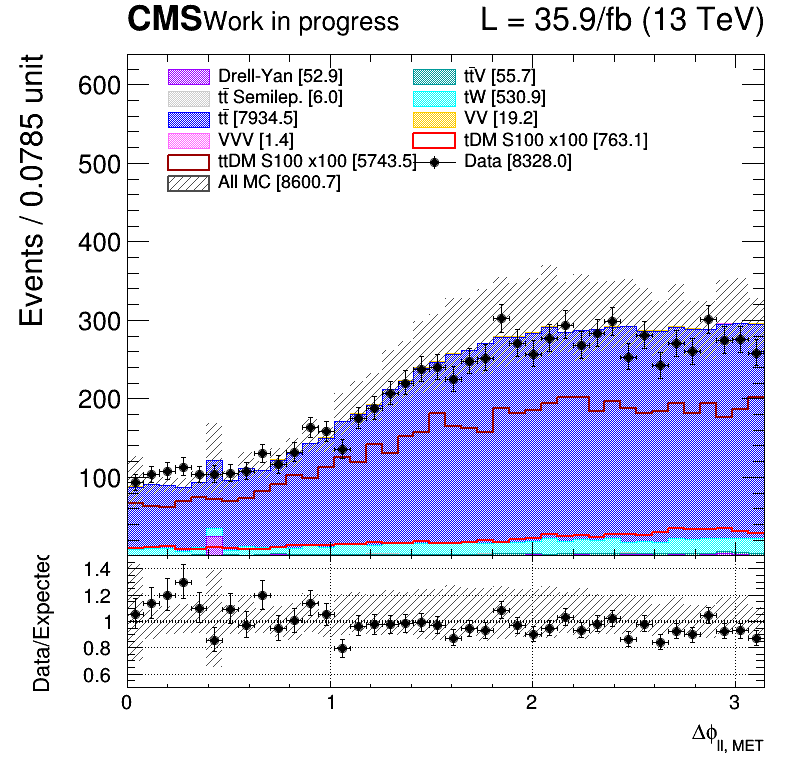 CMS Work in progress L = 35.9/fb (13 TeV)
Events / 0.0785 unit
600
500
400
300
200
100
Drell-Yan [52.9] tt̄V [55.7]
tt̄ Semilep. [6.0] tW [530.9]
tt̄ [7934.5] VV [19.2]
VVV [1.4] tDM S100 x100 [763.1]
ttDM S100 x100 [5743.5] Data [8328.0]
All MC [8600.7]
Data/Expected
1.4
1.2
1
0.8
0.6
0 1 2 3
Δϕll, MET